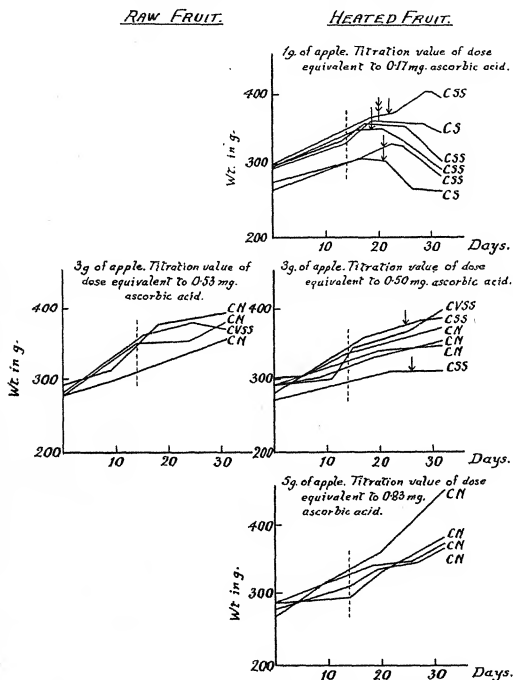 RAW FRUIT.
HEATED FRUIT.
1g. of apple. Titration value of dose
equivalent to 0·17 mg. ascorbic acid.
400
300
200
Wt. in g.
CSS
CS
CSS
CSS
CSS
CS
10
20
30
Days.
3g of apple. Titration value of
dose equivalent to 0·53 mg.
ascorbic acid.
400
300
200
Wt in g.
CN
CN
CVSS
CN
0
10
20
30
3g. of apple. Titration value of dose
equivalent to 0·50 mg. ascorbic acid.
400
300
200
CVSS
CSS
CN
CN
CN
CSS
10
20
30
Days.
5g. of apple. Titration value of dose
equivalent to 0·83 mg.
ascorbic acid.
400
300
200
Wt. in g.
CN
CN
CN
CN
10
20
30
Days.